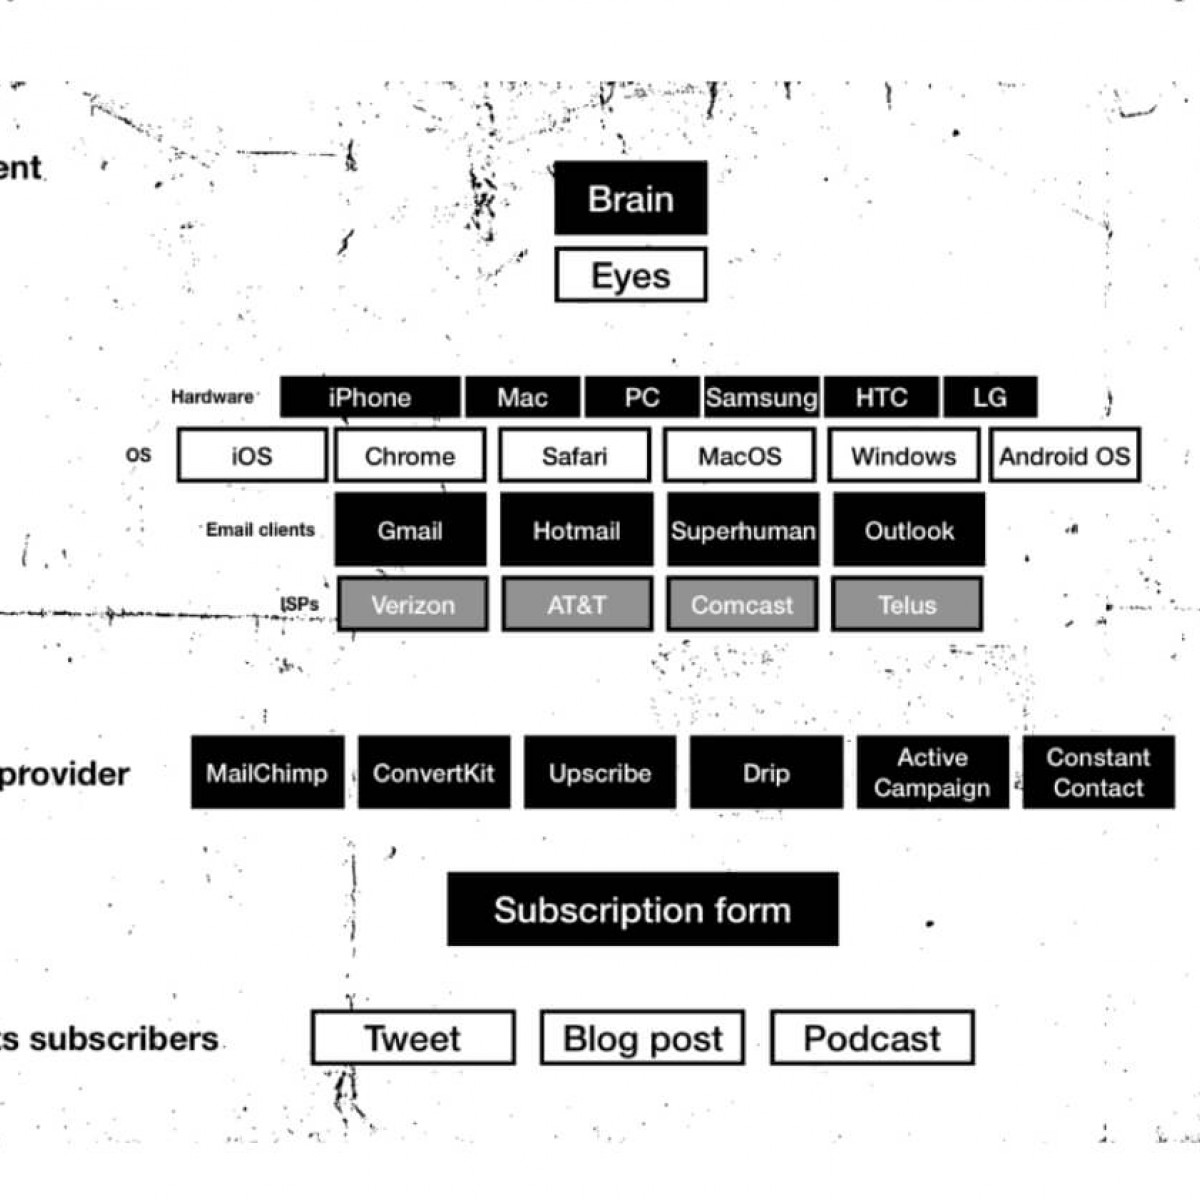 ent
Brain
Eyes
Hardware iPhone Mac PC Samsung HTC LG
OS iOS Chrome Safari MacOS Windows Android OS
Email clients Gmail Hotmail Superhuman Outlook
ISPs Verizon AT&T Comcast Telus
provider MailChimp ConvertKit Upscribe Drip Active Campaign Constant Contact
Subscription form
ts subscribers Tweet Blog post Podcast